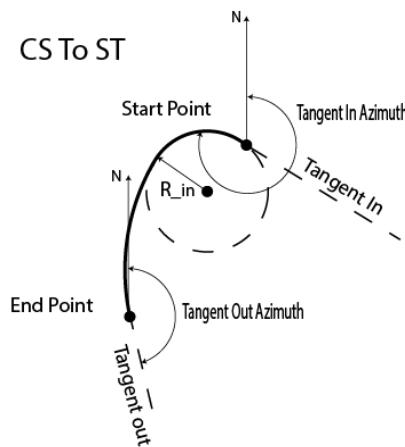 N
CS To ST
Start Point
Tangent In Azimuth
Tangent In
N
R_in
End Point
Tangent Out Azimuth
Tangent out